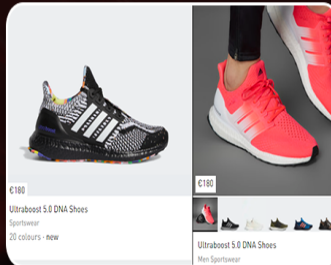 €180
Ultraboost 5.0 DNA Shoes
Sportswear
20 colours · new
€180
Ultraboost 5.0 DNA Shoes
Men Sportswear